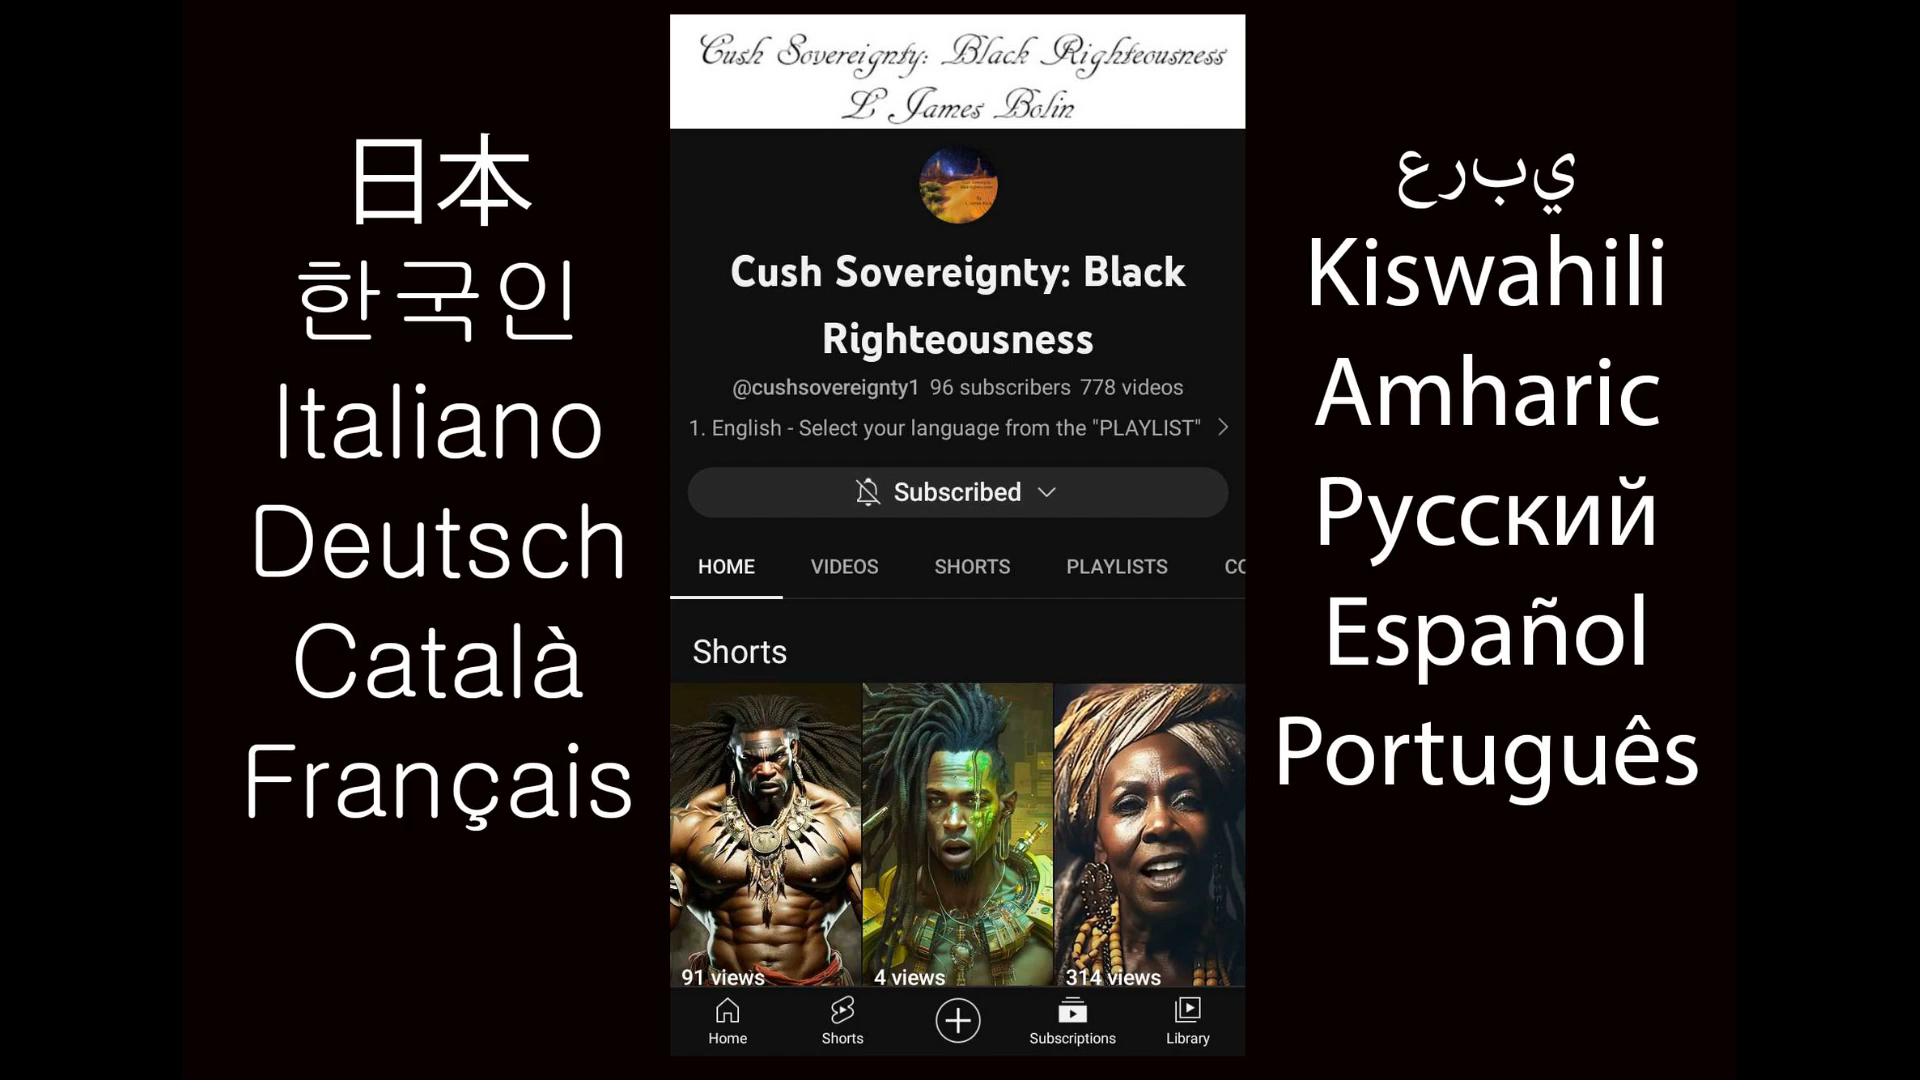 Cush Sovereignty: Black Righteousness
L James Bolin
日本
한국인
Italiano
Deutsch
Català
Français
Cush Sovereignty: Black
Righteousness
@cushsovereignty1 96 subscribers 778 videos
1. English - Select your language from the "PLAYLIST"
Subscribed
HOME VIDEOS SHORTS PLAYLISTS CO
Shorts
91 views 4 views 314 views
Home Shorts Subscriptions Library
ي‌ب‌ر‌ع
Kiswahili
Amharic
Русский
Español
Português